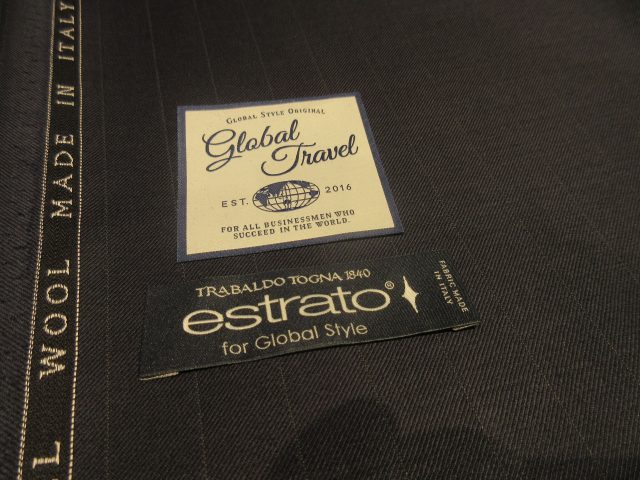 L WOOL MADE IN ITALY
GLOBAL STYLE ORIGINAL
Global
Travel
EST. 2016
FOR ALL BUSINESSMEN WHO
SUCCEED IN THE WORLD.
TRABALDO TOGNA 1840
estrato®
for Global Style
FABRIC MADE
IN ITALY